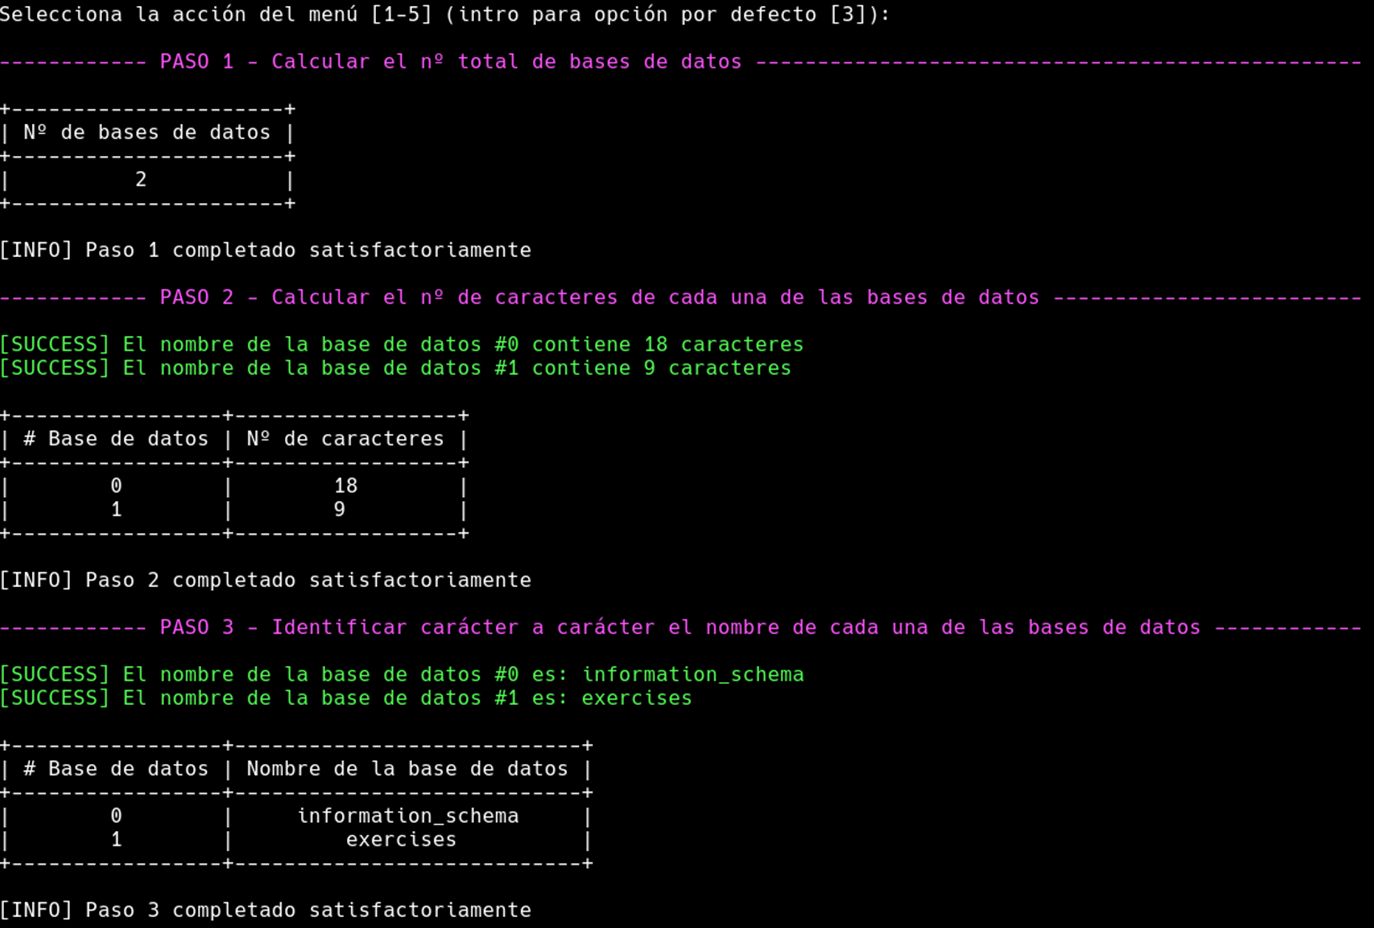 Selecciona la acción del menú [1-5] (intro para opción por defecto [3]):
------------ PASO 1 - Calcular el nº total de bases de datos -------------------------------------------------
+----------------------+
| Nº de bases de datos |
+----------------------+
|          2           |
+----------------------+
[INFO] Paso 1 completado satisfactoriamente
------------ PASO 2 - Calcular el nº de caracteres de cada una de las bases de datos -------------------------
[SUCCESS] El nombre de la base de datos #0 contiene 18 caracteres
[SUCCESS] El nombre de la base de datos #1 contiene 9 caracteres
+-----------------+------------------+
| # Base de datos | Nº de caracteres |
+-----------------+------------------+
|        0        |        18        |
|        1        |        9         |
+-----------------+------------------+
[INFO] Paso 2 completado satisfactoriamente
------------ PASO 3 - Identificar carácter a carácter el nombre de cada una de las bases de datos ------------
[SUCCESS] El nombre de la base de datos #0 es: information_schema
[SUCCESS] El nombre de la base de datos #1 es: exercises
+-----------------+----------------------------+
| # Base de datos | Nombre de la base de datos |
+-----------------+----------------------------+
|        0        |     information_schema     |
|        1        |         exercises          |
+-----------------+----------------------------+
[INFO] Paso 3 completado satisfactoriamente